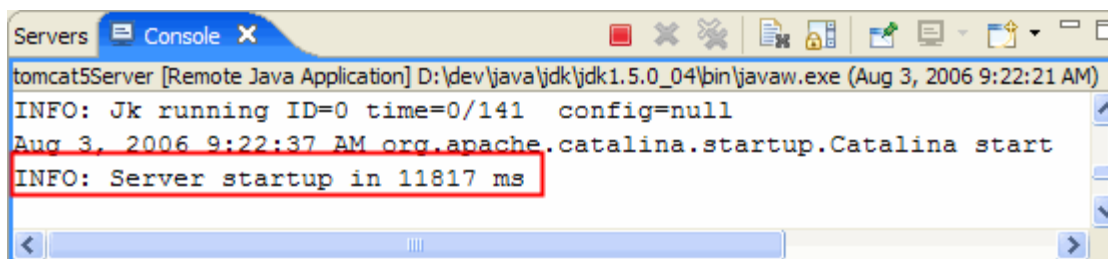 Servers Console
tomcat5Server [Remote Java Application] D:\dev\java\jdk\jdk1.5.0_04\bin\javaw.exe (Aug 3, 2006 9:22:21 AM)
INFO: Jk running ID=0 time=0/141  config=null
Aug 3, 2006 9:22:37 AM org.apache.catalina.startup.Catalina start
INFO: Server startup in 11817 ms